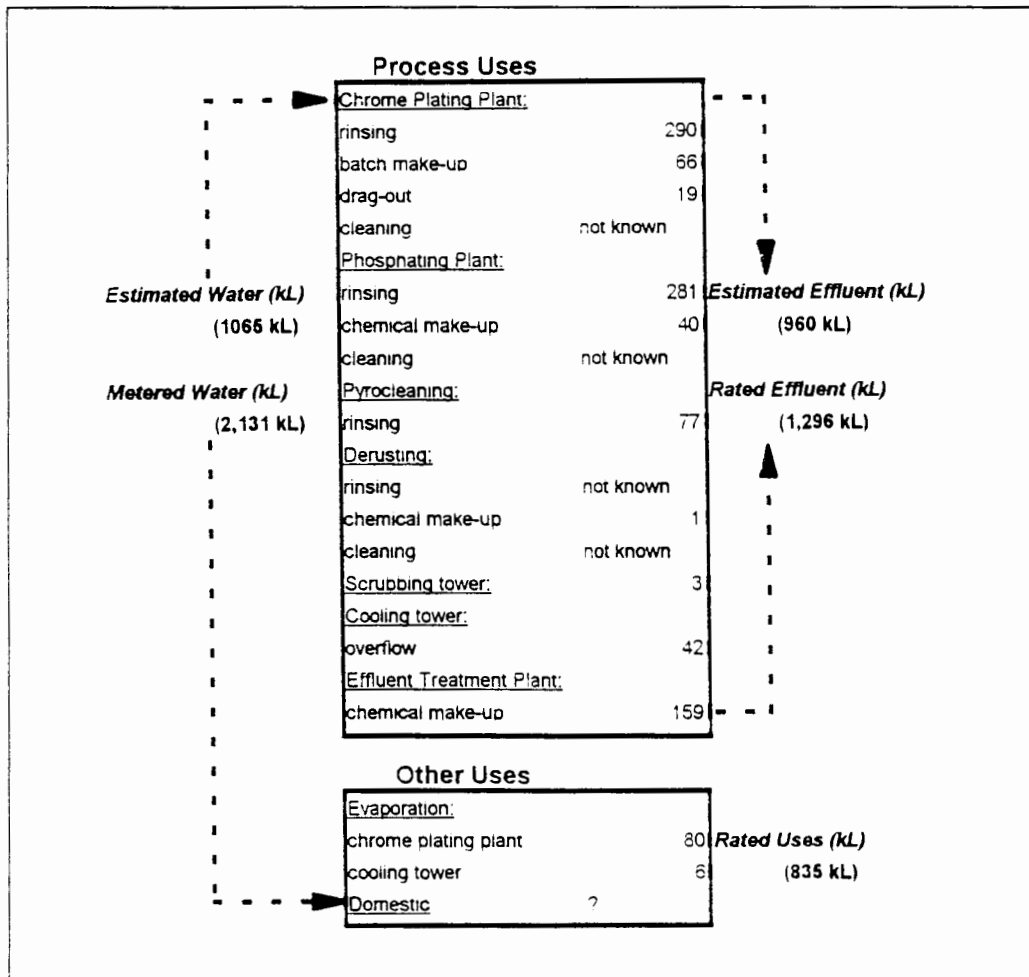 Process Uses
Chrome Plating Plant:
rinsing 290
batch make-up 66
drag-out 19
cleaning not known
Phosphating Plant:
Estimated Water (kL) rinsing 281 Estimated Effluent (kL)
(1065 kL) chemical make-up 40 (960 kL)
cleaning not known
Metered Water (kL) Pyrocleaning: Rated Effluent (kL)
(2,131 kL) rinsing 77 (1,296 kL)
Derusting:
rinsing not known
chemical make-up 1
cleaning not known
Scrubbing tower: 3
Cooling tower:
overflow 42
Effluent Treatment Plant:
chemical make-up 159
Other Uses
Evaporation:
chrome plating plant 80 Rated Uses (kL)
cooling tower 6 (835 kL)
Domestic ?